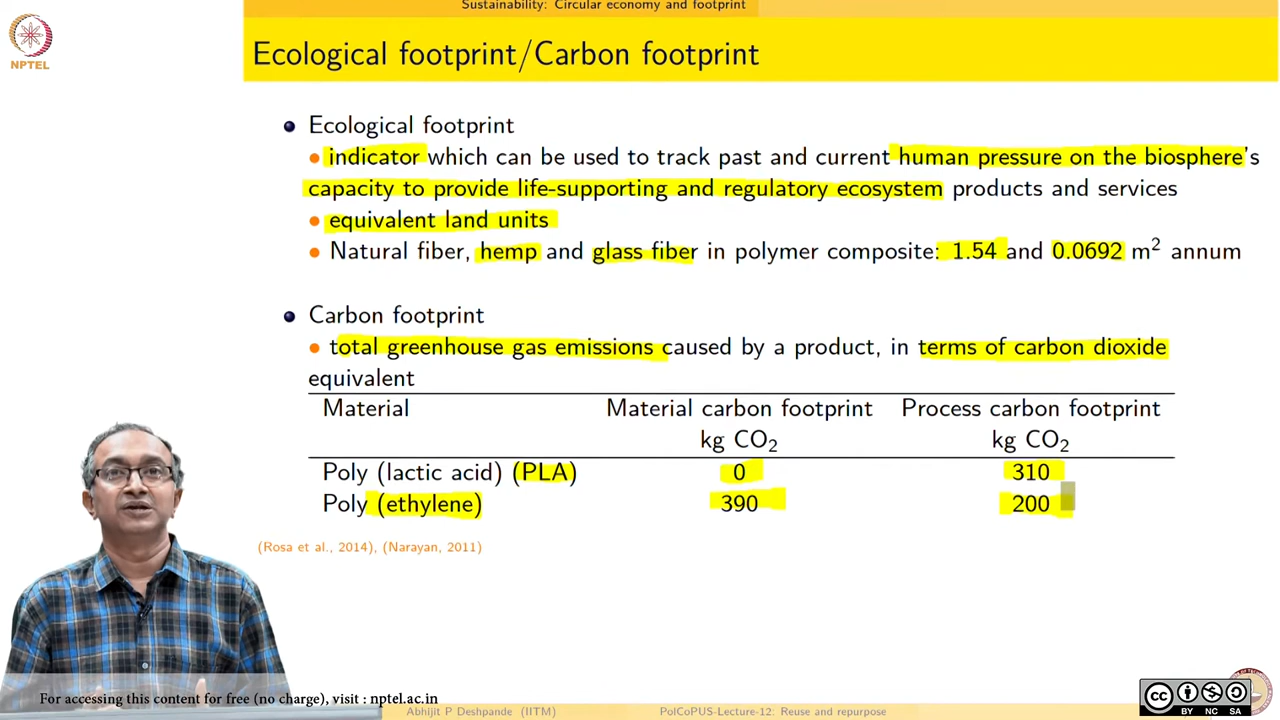 Sustainability: Circular economy and footprint
NPTEL
Ecological footprint/Carbon footprint
Ecological footprint
indicator which can be used to track past and current human pressure on the biosphere's
capacity to provide life-supporting and regulatory ecosystem products and services
equivalent land units
Natural fiber, hemp and glass fiber in polymer composite: 1.54 and 0.0692 m² annum
Carbon footprint
total greenhouse gas emissions caused by a product, in terms of carbon dioxide
equivalent
Material Material carbon footprint Process carbon footprint
kg CO₂ kg CO₂
Poly (lactic acid) (PLA) 0 310
Poly (ethylene) 390 200
(Rosa et al., 2014), (Narayan, 2011)
For accessing this content for free (no charge), visit : nptel.ac.in
Abhijit P Deshpande (IITM) PolCoPUS-Lecture-12: Reuse and repurpose
cc BY NC SA